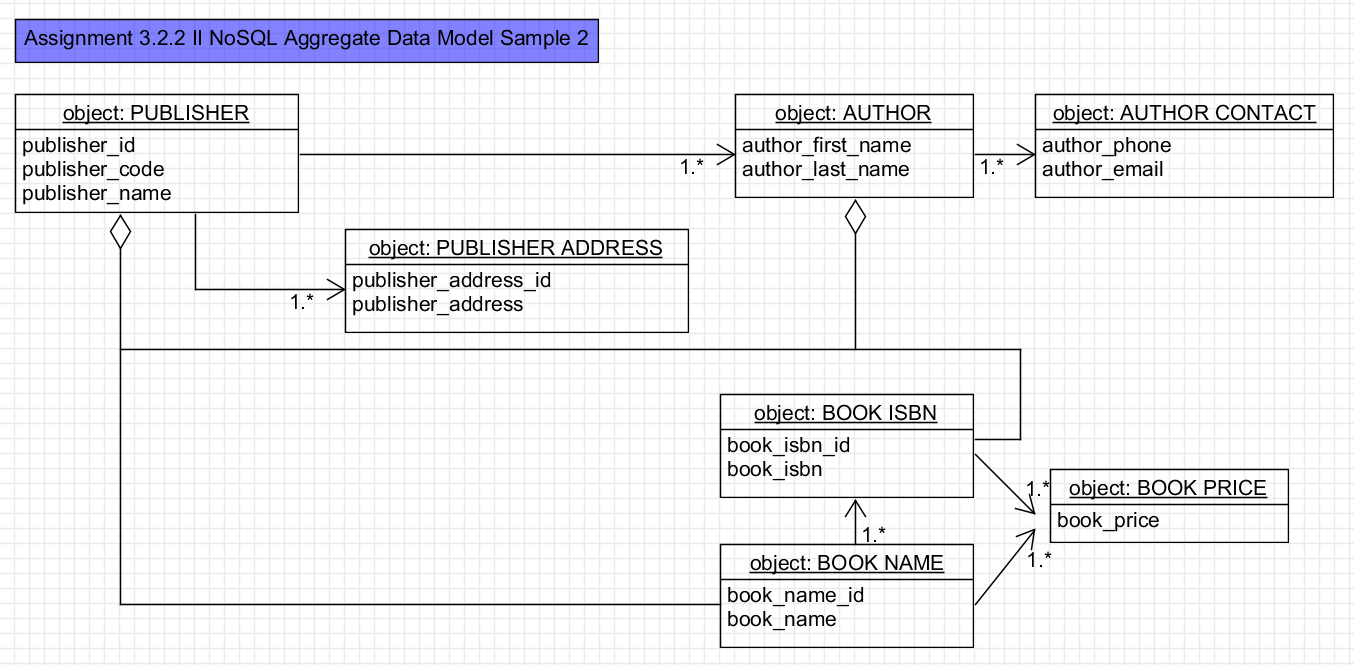 Assignment 3.2.2 II NoSQL Aggregate Data Model Sample 2
object: PUBLISHER
publisher_id
publisher_code
publisher_name
1.*
object: AUTHOR
author_first_name
author_last_name
1.*
object: AUTHOR CONTACT
author_phone
author_email
object: PUBLISHER ADDRESS
publisher_address_id
publisher_address
1.*
object: BOOK ISBN
book_isbn_id
book_isbn
1.*
object: BOOK PRICE
book_price
1.*
1.*
object: BOOK NAME
book_name_id
book_name